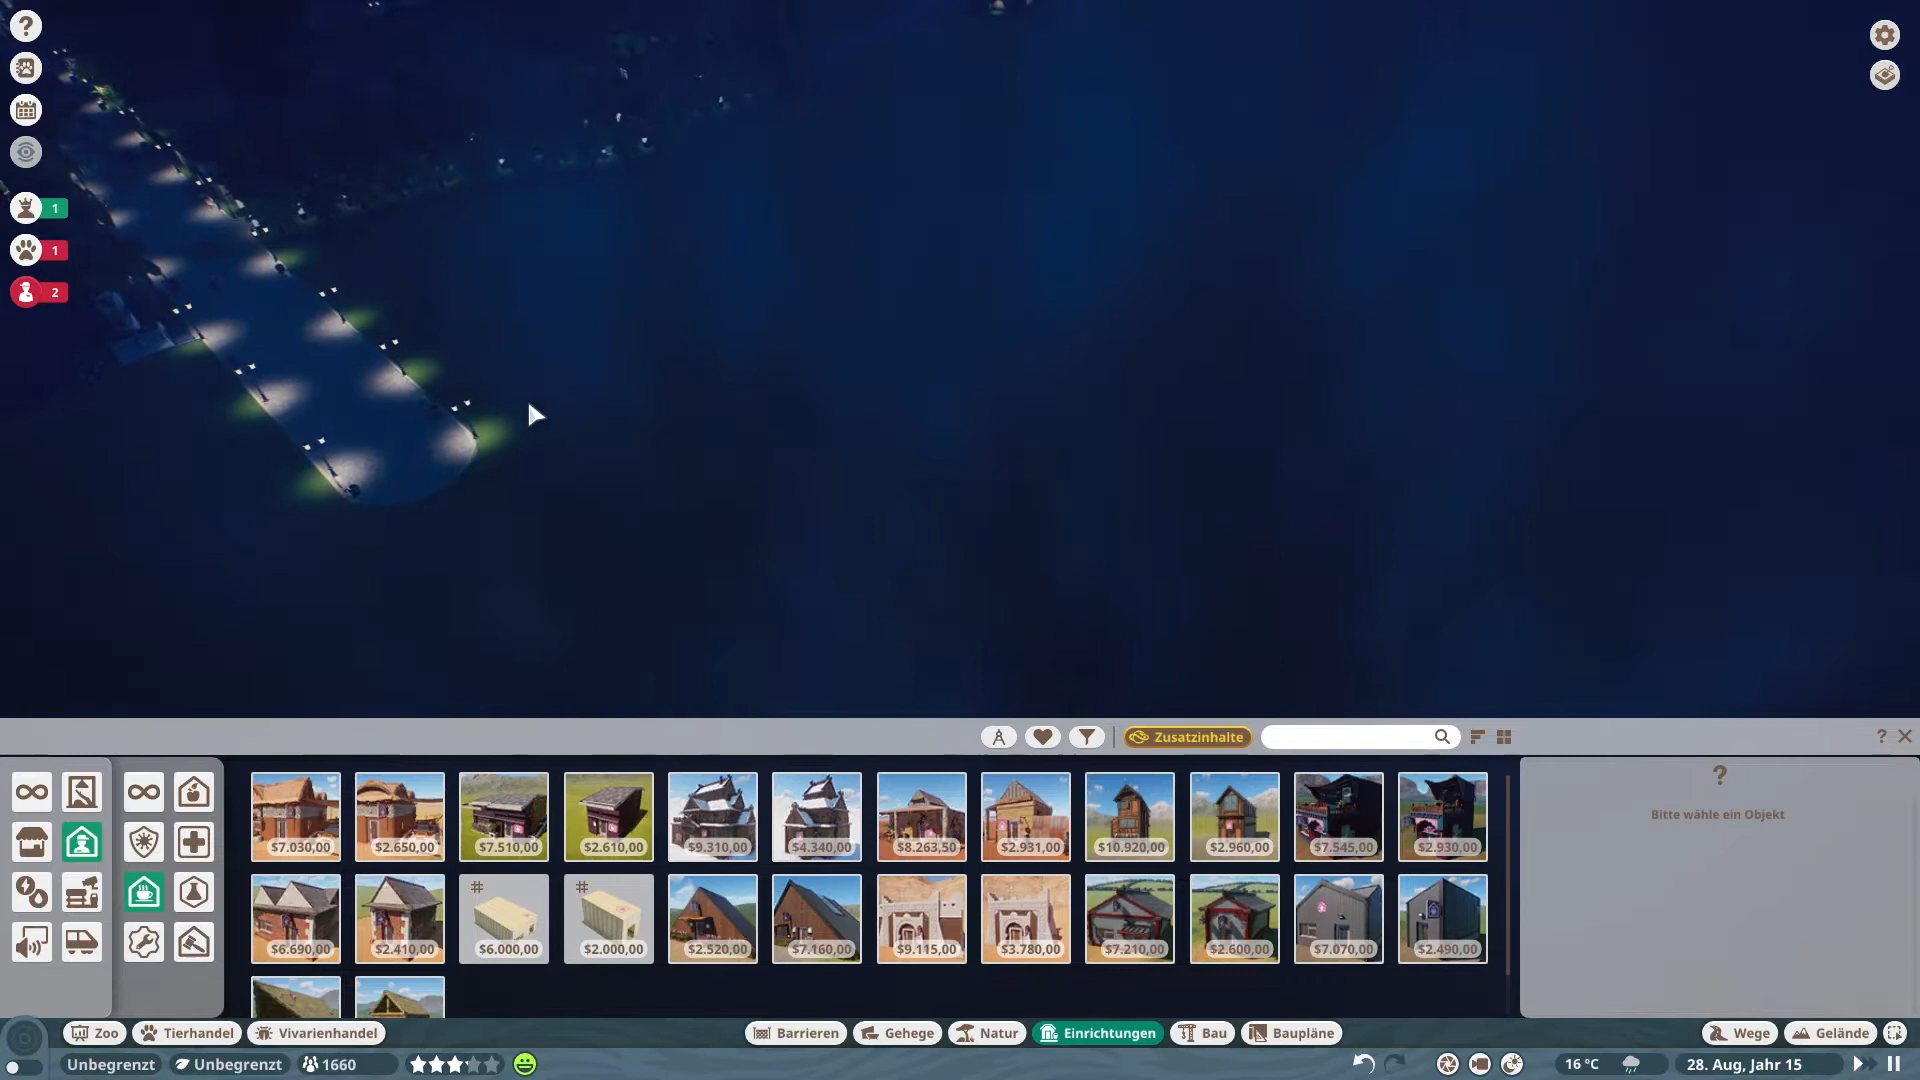 ?
1
1
2
Zusatzinhalte
?
$7.030,00
$2.650,00
$7.510,00
$2.610,00
$9.310,00
$4.340,00
$8.263,50
$2.931,00
$10.920,00
$2.960,00
$7.545,00
$2.930,00
?
Bitte wähle ein Objekt
$6.690,00
$2.410,00
#
$6.000,00
#
$2.000,00
$2.520,00
$7.160,00
$9.115,00
$3.780,00
$7.210,00
$2.600,00
$7.070,00
$2.490,00
Zoo
Tierhandel
Vivarienhandel
Barrieren
Gehege
Natur
Einrichtungen
Bau
Baupläne
Wege
Gelände
Unbegrenzt
Unbegrenzt
1660
16 °C
28. Aug, Jahr 15